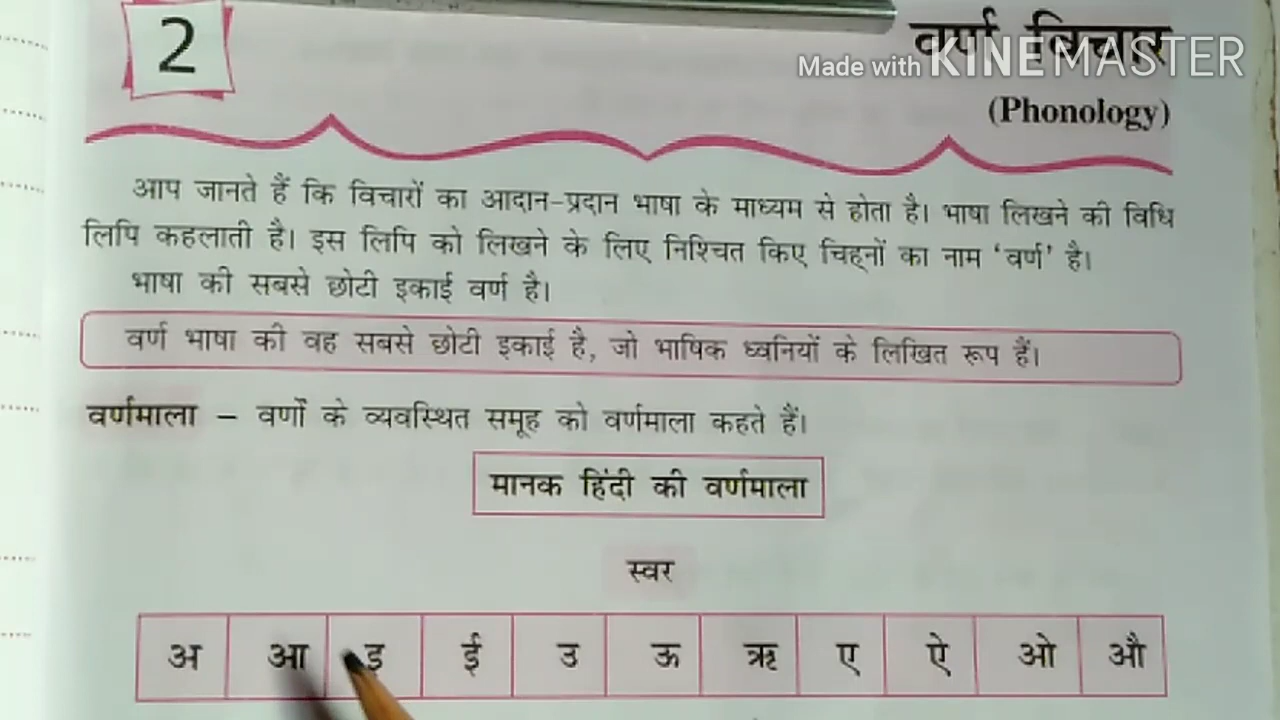 2
वर्ण विचार
Made with KINEMASTER
(Phonology)
आप जानते हैं कि विचारों का आदान-प्रदान भाषा के माध्यम से होता है। भाषा लिखने की विधि
लिपि कहलाती है। इस लिपि को लिखने के लिए निश्चित किए चिह्नों का नाम ‘वर्ण’ है।
भाषा की सबसे छोटी इकाई वर्ण है।
वर्ण भाषा की वह सबसे छोटी इकाई है, जो भाषिक ध्वनियों के लिखित रूप हैं।
वर्णमाला – वर्णों के व्यवस्थित समूह को वर्णमाला कहते हैं।
मानक हिंदी की वर्णमाला
स्वर
अ आ इ ई उ ऊ ऋ ए ऐ ओ औ